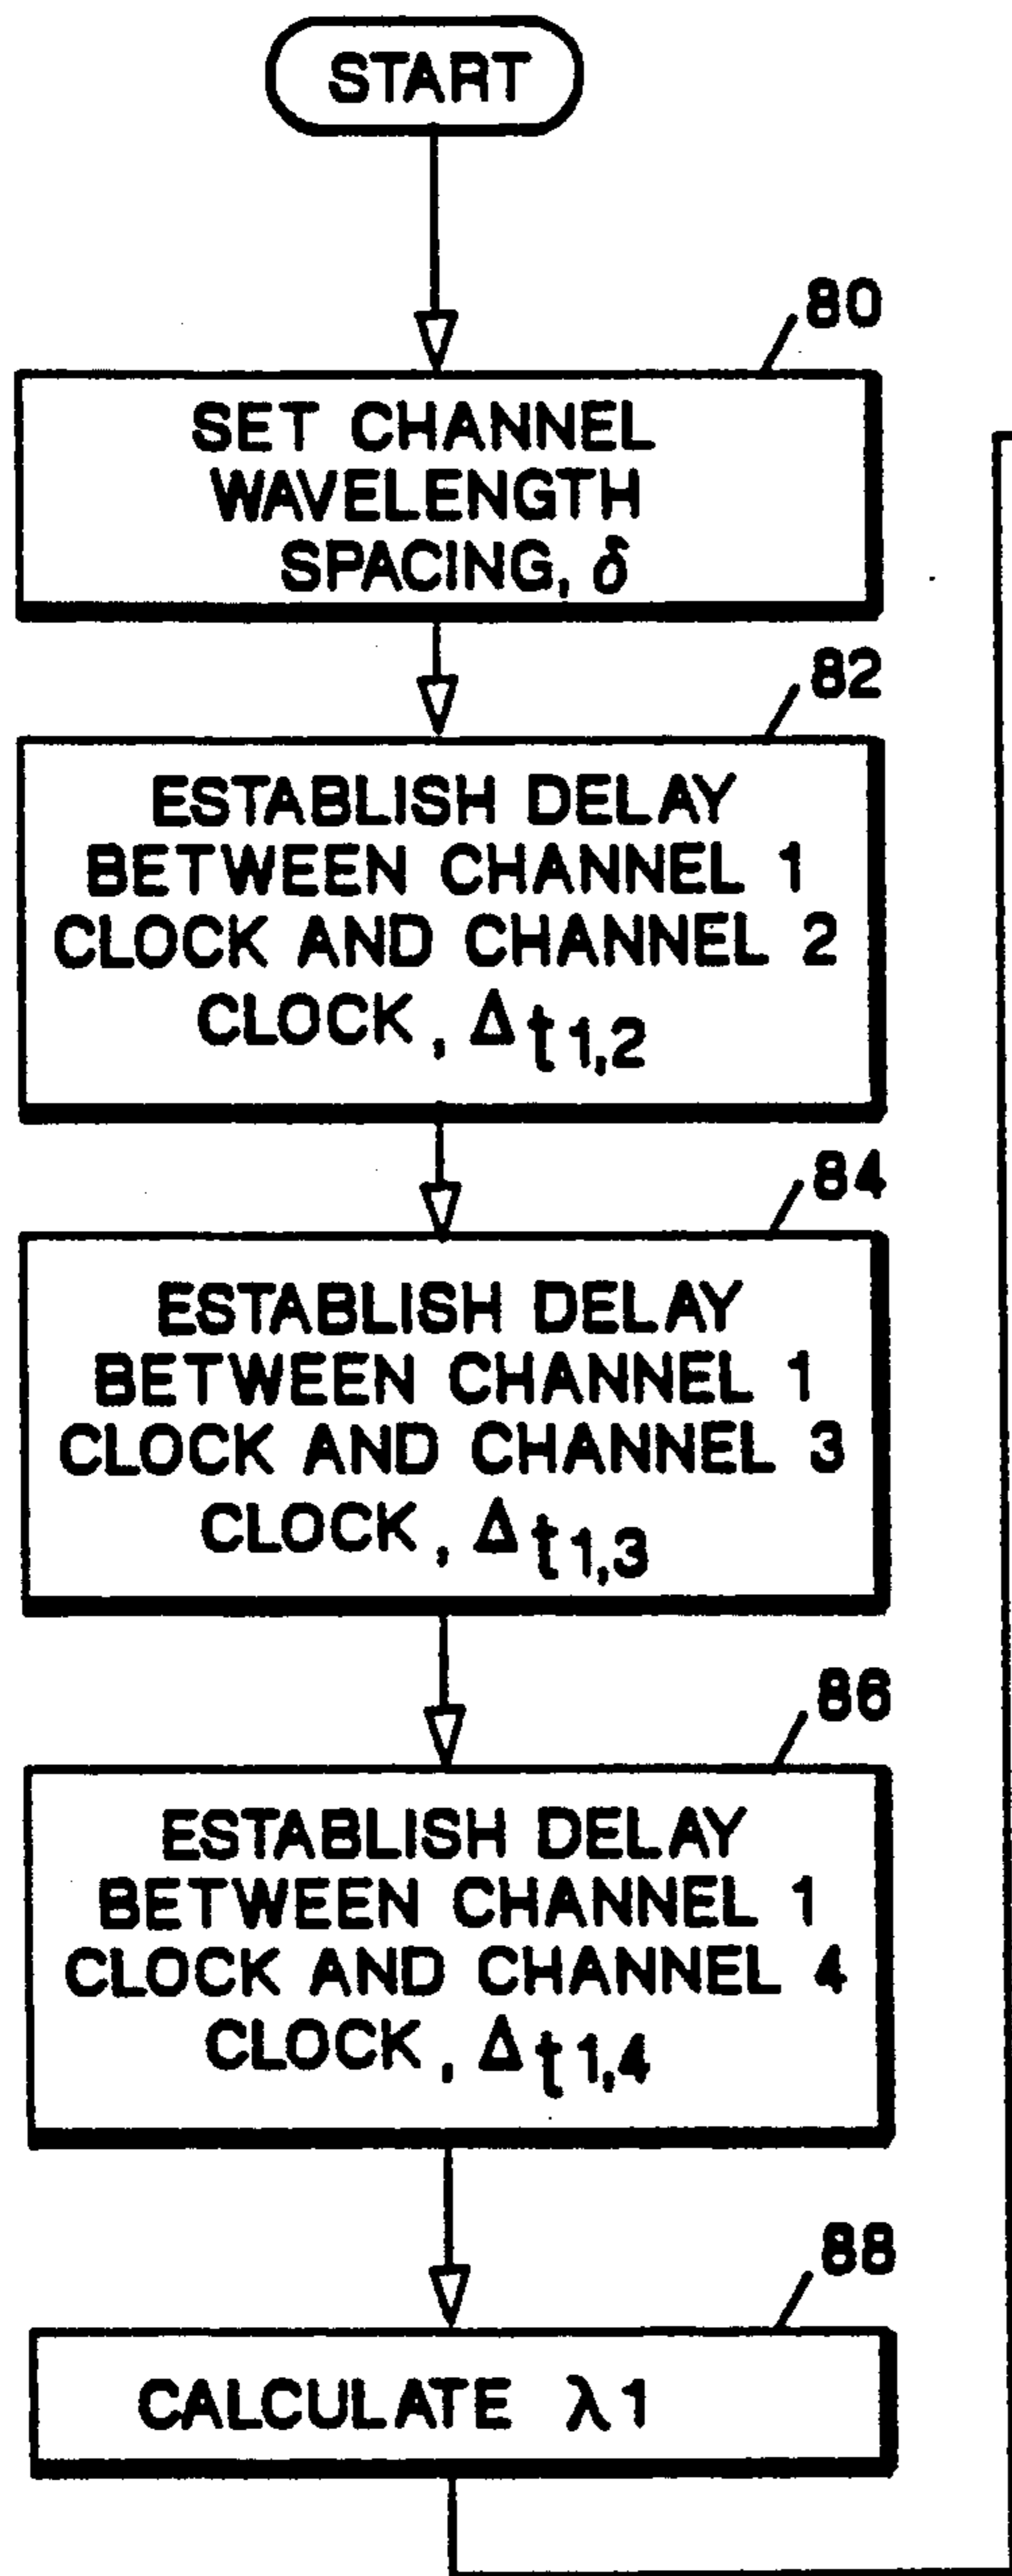 START
80
SET CHANNEL
WAVELENGTH
SPACING, δ
82
ESTABLISH DELAY
BETWEEN CHANNEL 1
CLOCK AND CHANNEL 2
CLOCK, Δt1,2
84
ESTABLISH DELAY
BETWEEN CHANNEL 1
CLOCK AND CHANNEL 3
CLOCK, Δt1,3
86
ESTABLISH DELAY
BETWEEN CHANNEL 1
CLOCK AND CHANNEL 4
CLOCK, Δt1,4
88
CALCULATE λ1